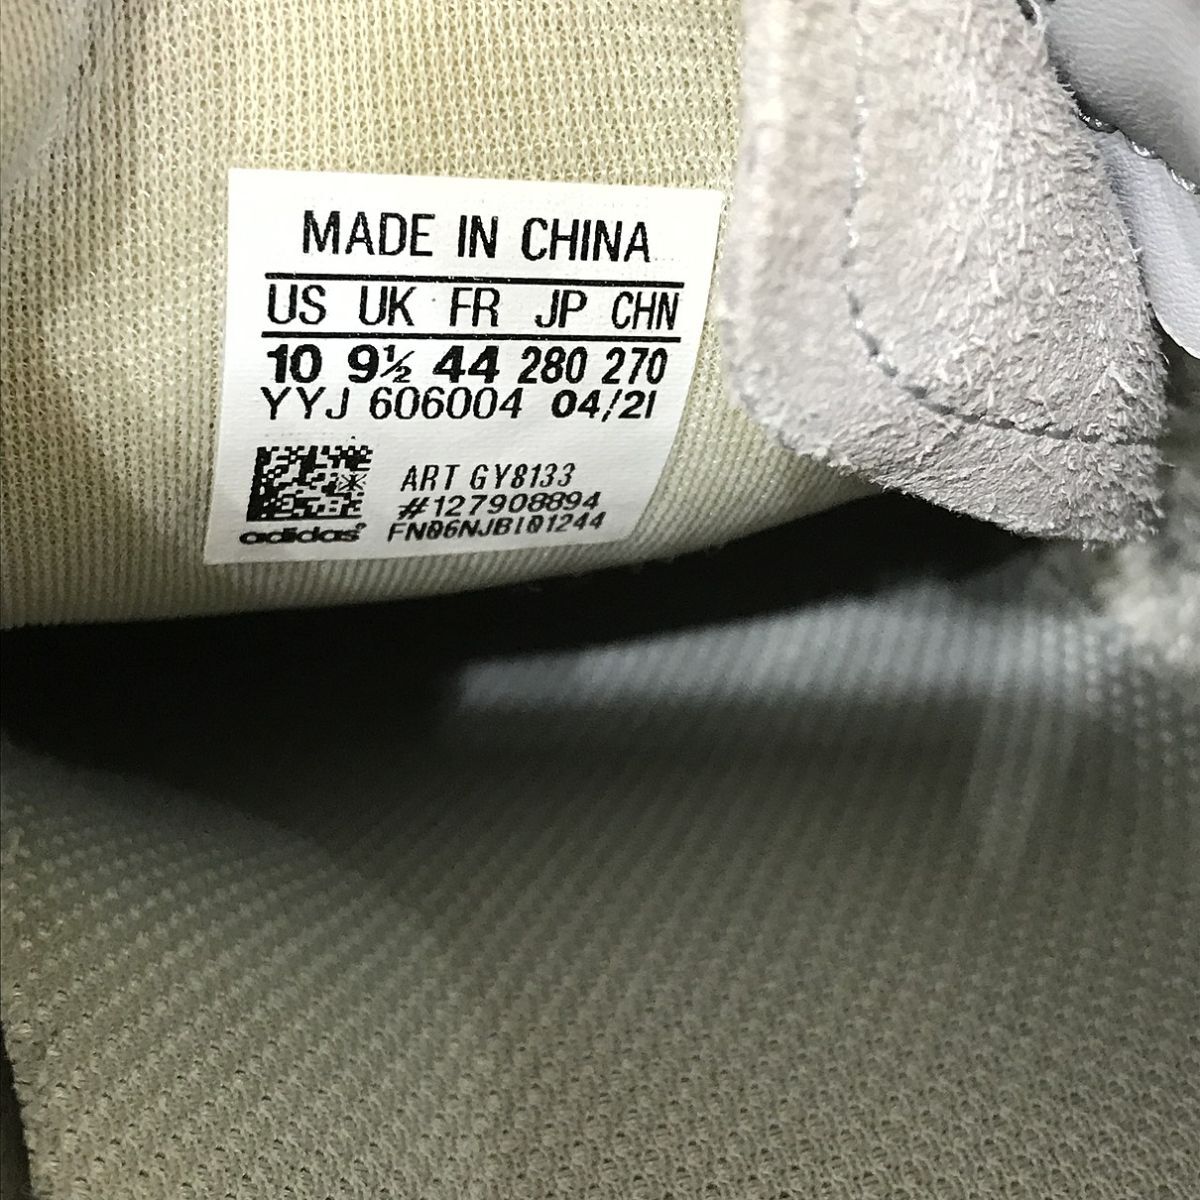 MADE IN CHINA
US UK FR JP CHN
10 9½ 44 280 270
YYJ 606004 04/21
ART GY8133
#127908894
FN06NJB101244
adidas